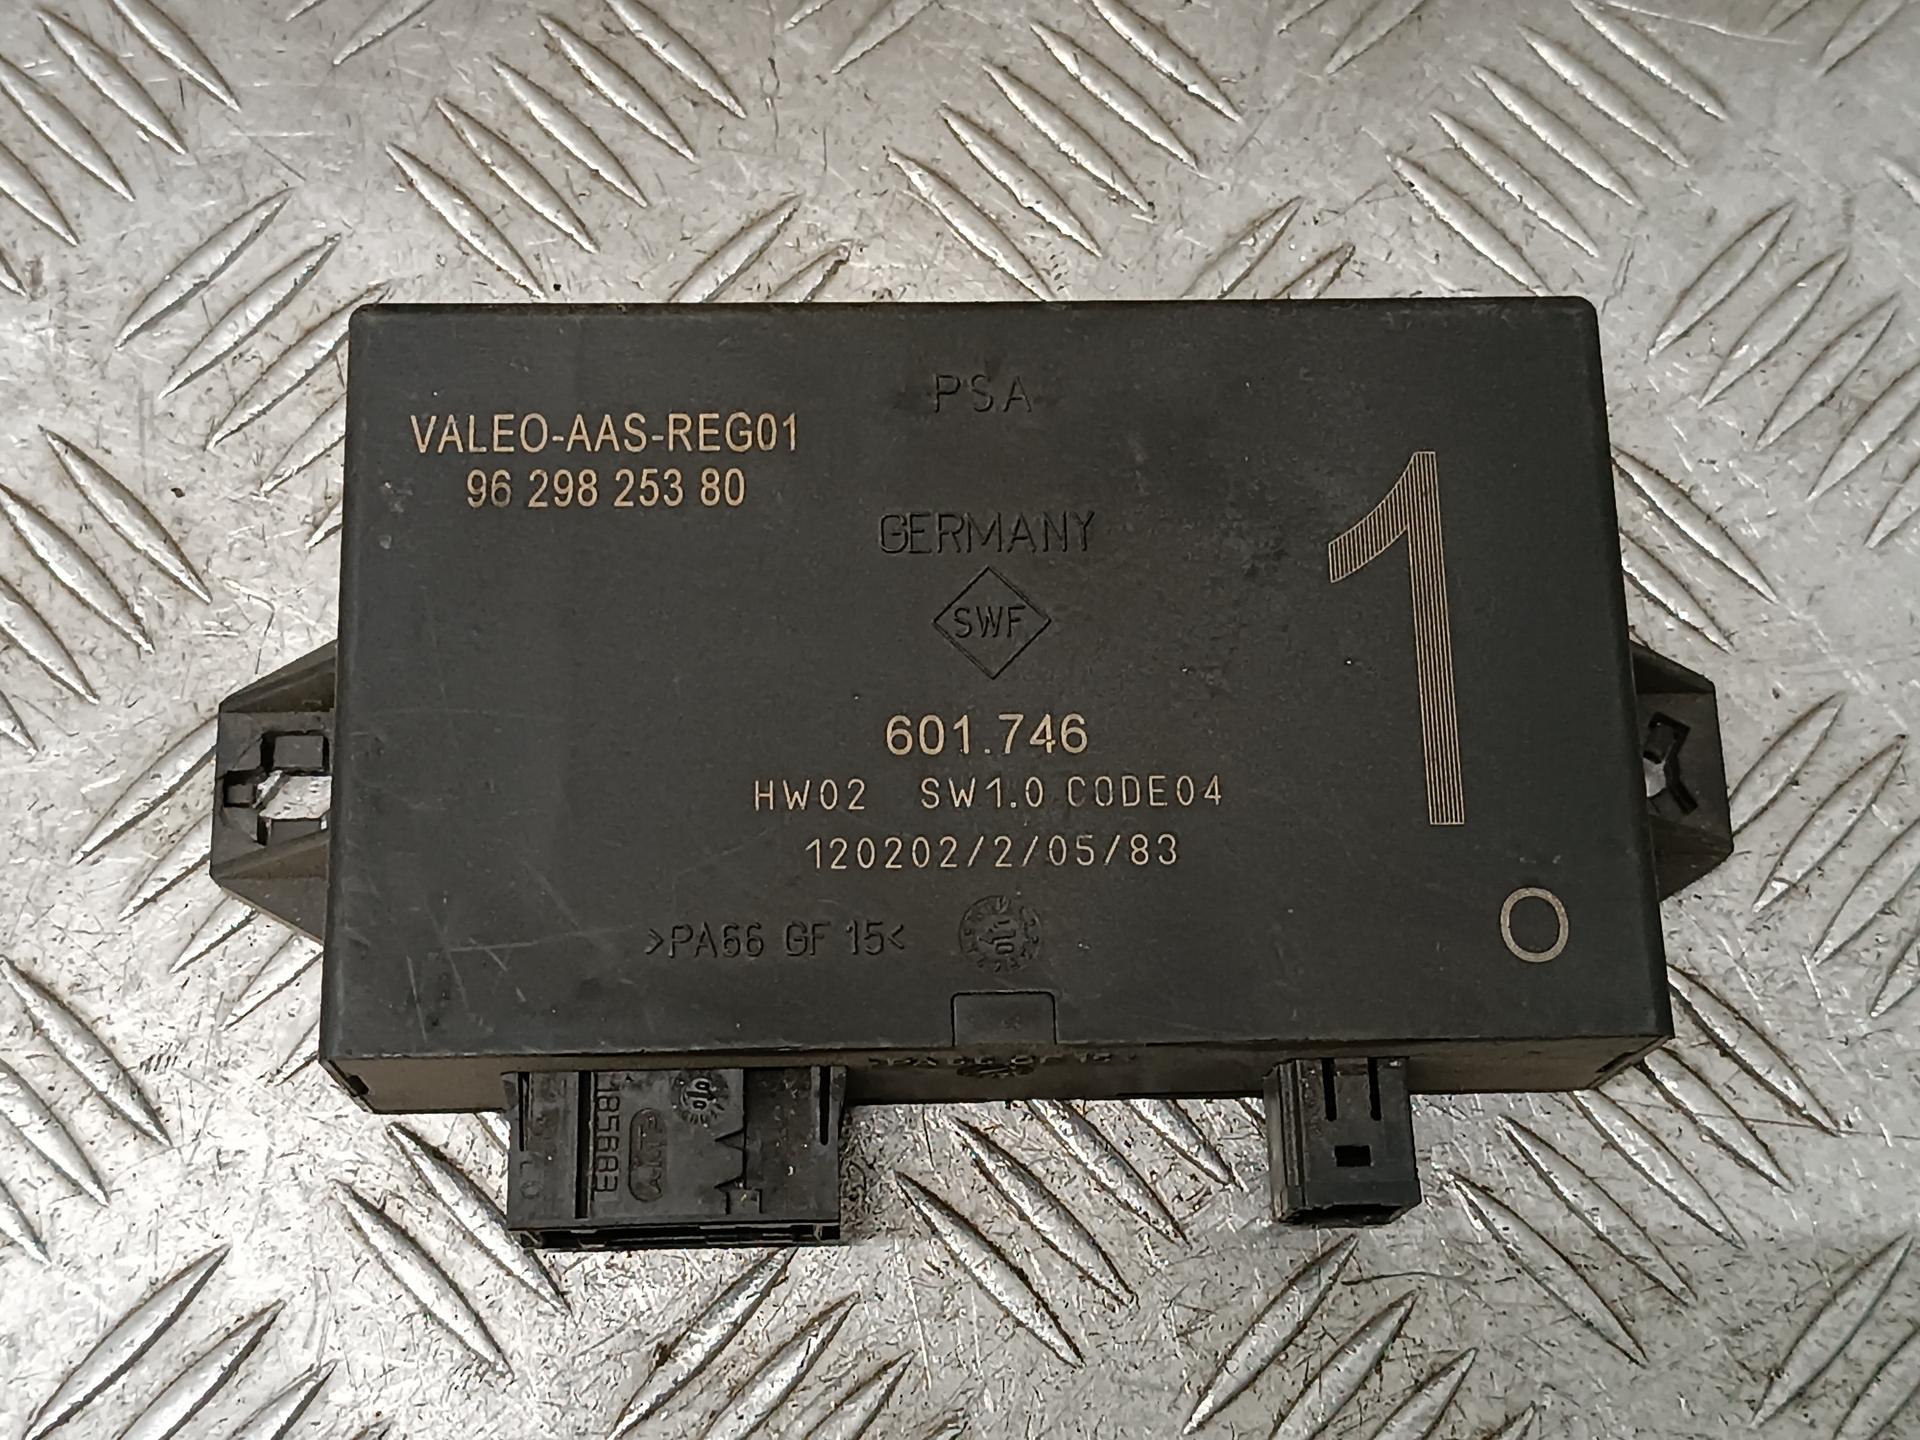 PSA
VALEO-AAS-REG01
96 298 253 80
GERMANY
SWF
1
601.746
HW02 SW1.0 CODE04
120202/2/05/83
>PA66 GF 15<
O